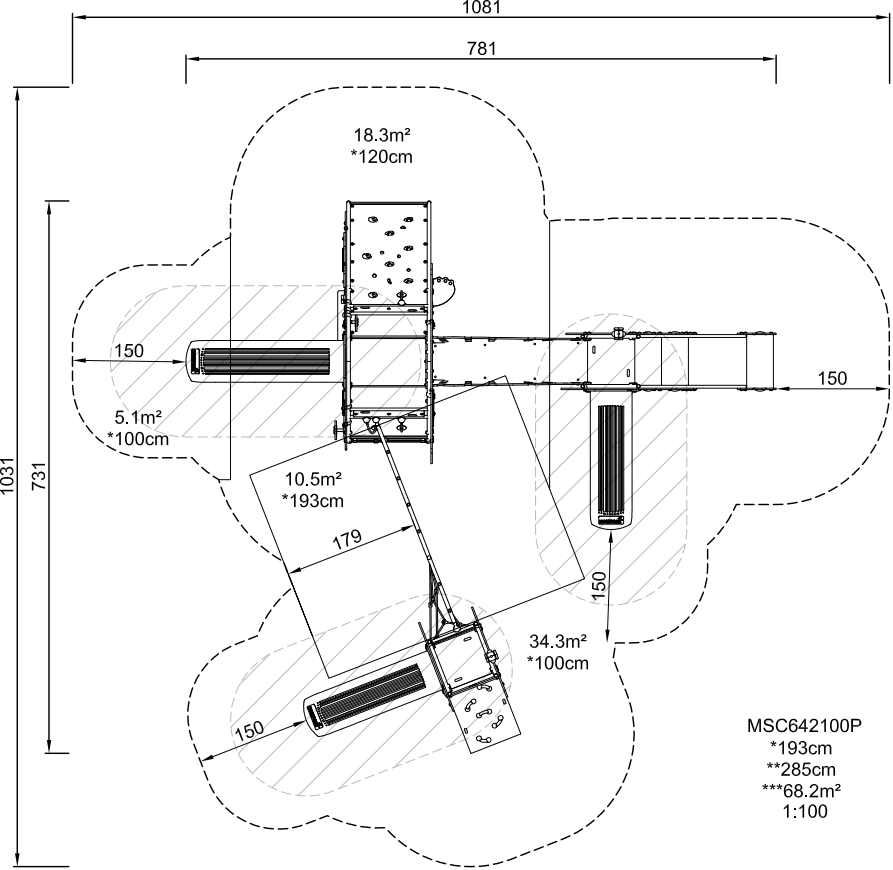 1081
781
18.3m²
*120cm
150
150
5.1m²
*100cm
1031
731
10.5m²
*193cm
179
150
34.3m²
*100cm
150
MSC642100P
*193cm
**285cm
***68.2m²
1:100